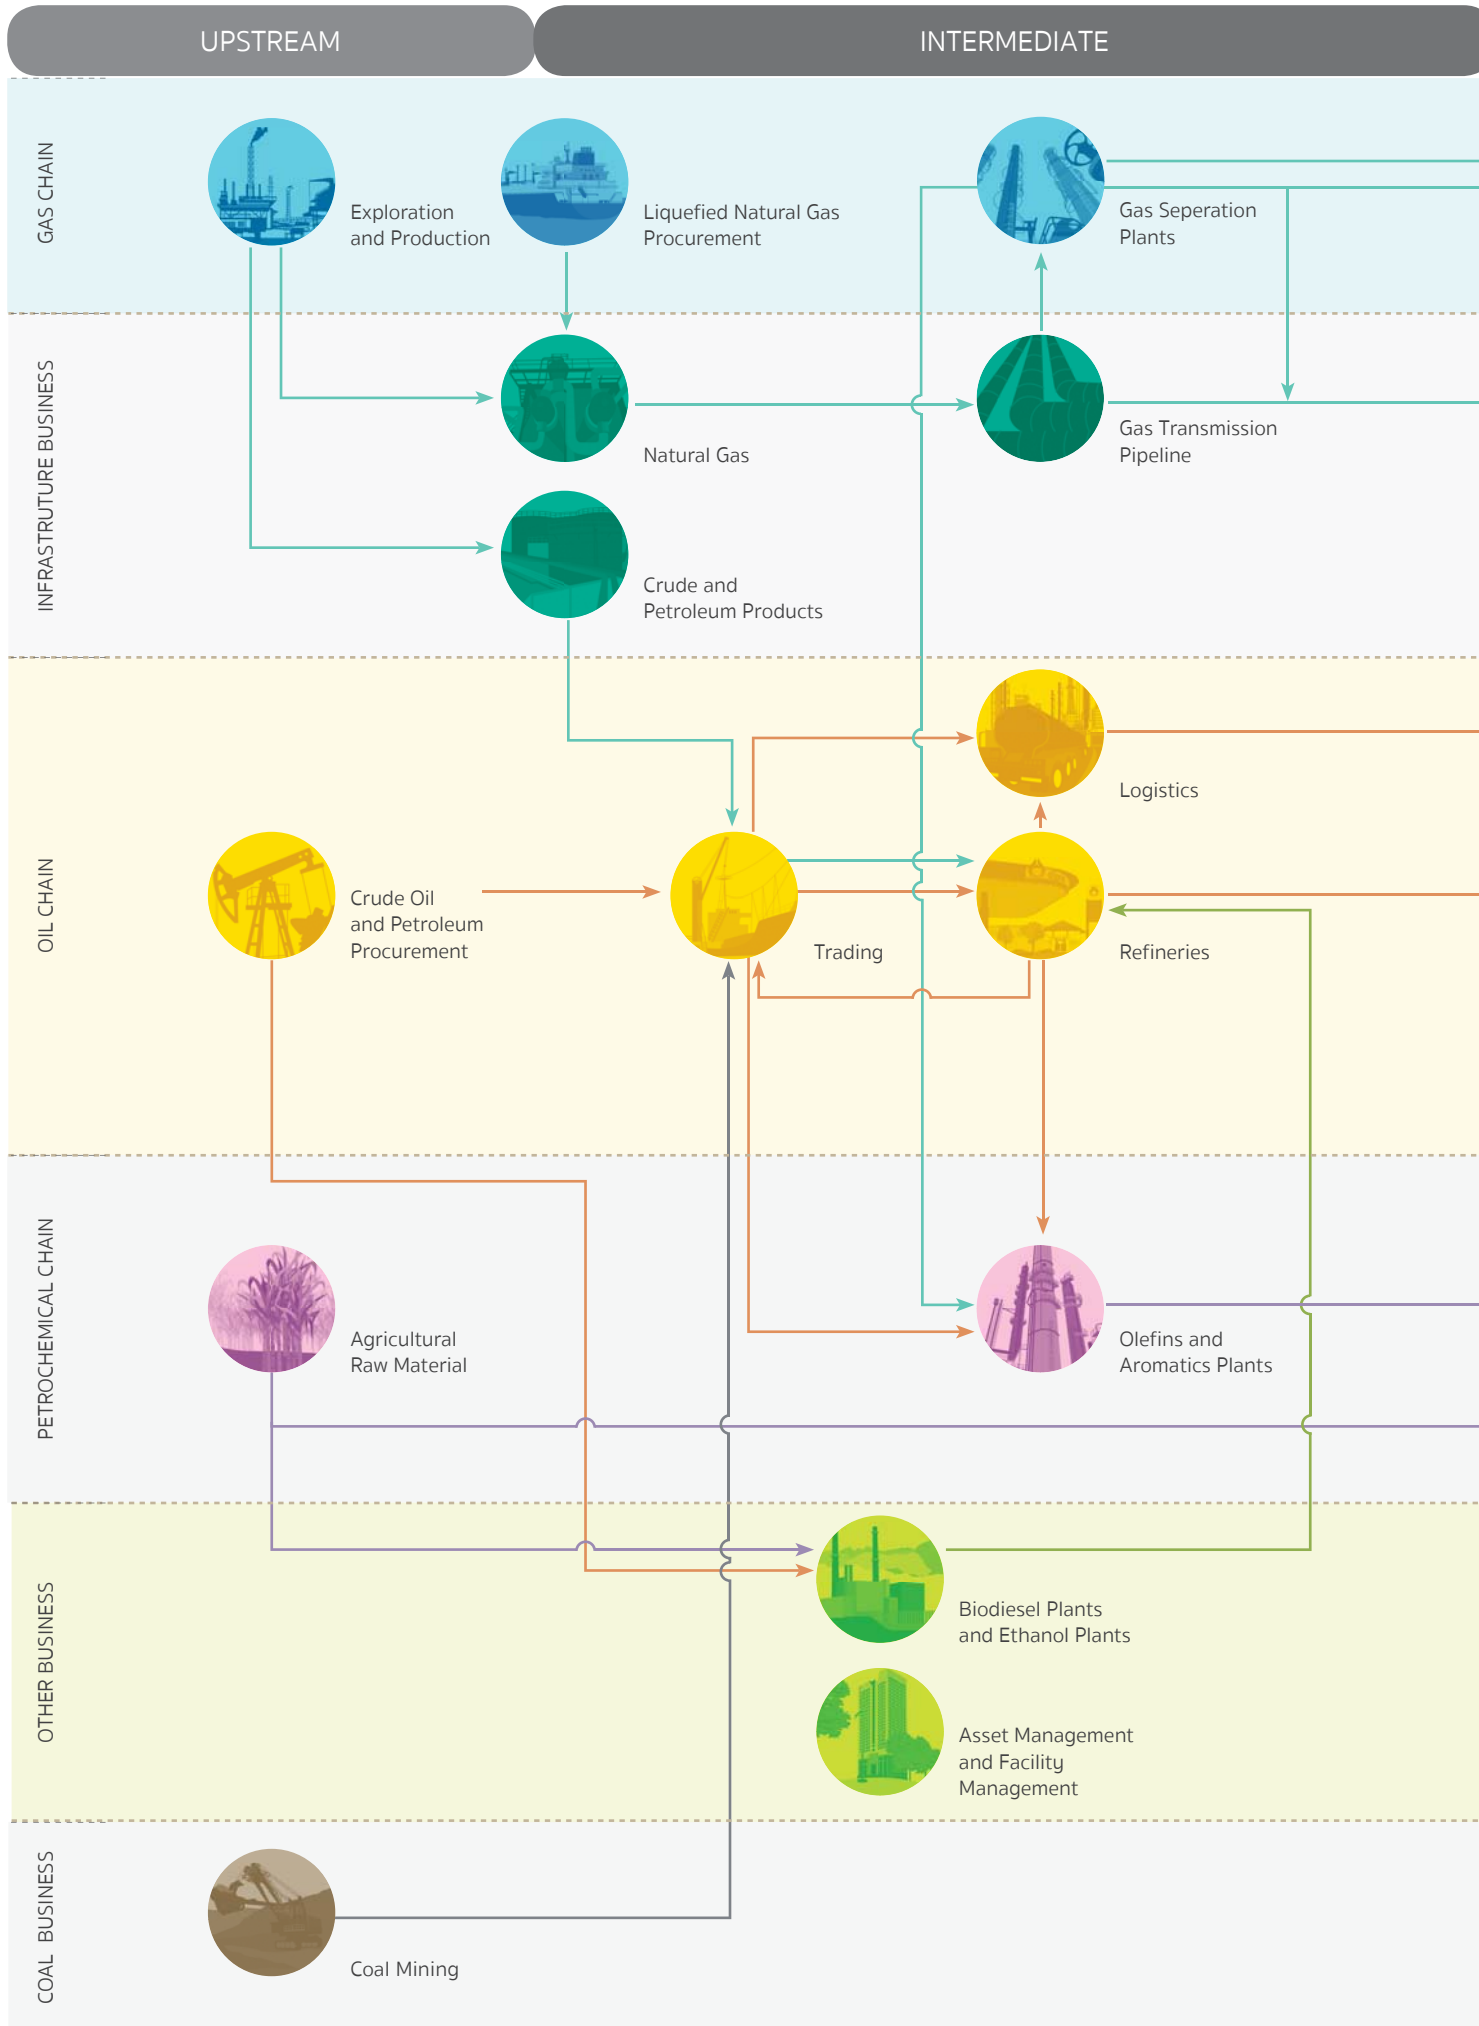 UPSTREAM
INTERMEDIATE
GAS CHAIN
Exploration
and Production
Liquefied Natural Gas
Procurement
Gas Seperation
Plants
INFRASTRUTURE BUSINESS
Natural Gas
Gas Transmission
Pipeline
Crude and
Petroleum Products
OIL CHAIN
Logistics
Crude Oil
and Petroleum
Procurement
Trading
Refineries
PETROCHEMICAL CHAIN
Agricultural
Raw Material
Olefins and
Aromatics Plants
OTHER BUSINESS
Biodiesel Plants
and Ethanol Plants
Asset Management
and Facility
Management
COAL BUSINESS
Coal Mining